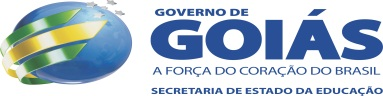 GOVERNO DE
GOIÁS
A FORÇA DO CORAÇÃO DO BRASIL
SECRETARIA DE ESTADO DA EDUCAÇÃO